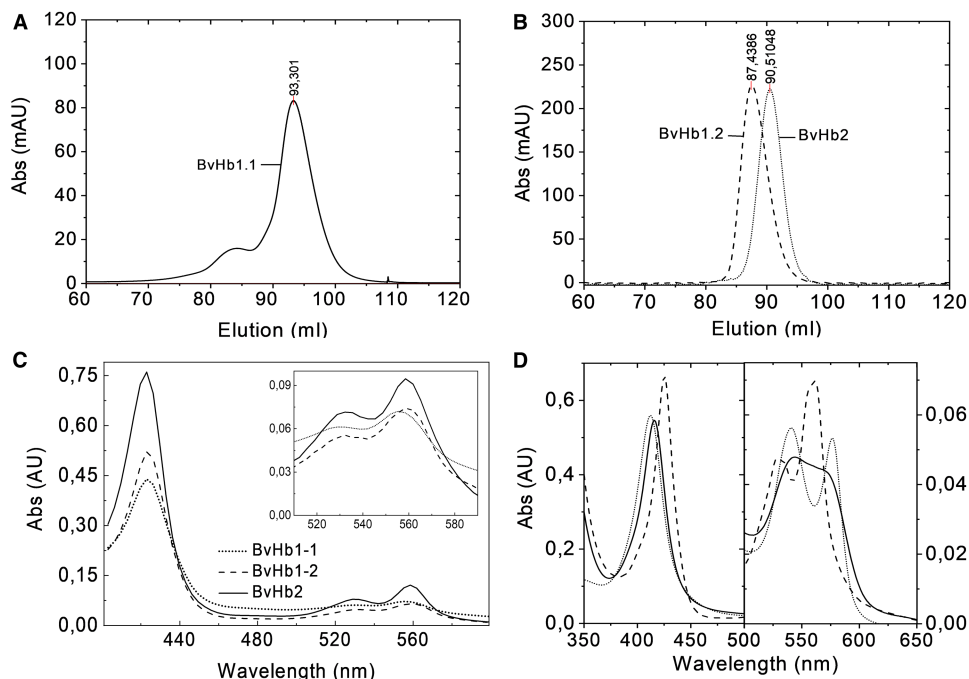 A
120
100
80
60
40
20
0
Abs (mAU)
93,301
BvHb1.1
60 70 80 90 100 110 120
Elution (ml)
B
300
250
200
150
100
50
0
Abs (mAU)
87,4386
90,51048
BvHb1.2
BvHb2
60 70 80 90 100 110 120
Elution (ml)
C
0,75
0,60
0,45
0,30
0,15
0,00
Abs (AU)
0,09
0,06
0,03
0,00
520 540 560 580
BvHb1-1
BvHb1-2
BvHb2
440 480 520 560
Wavelength (nm)
D
0,6
0,4
0,2
0,0
Abs (AU)
0,06
0,04
0,02
0,00
350 400 450 500 550 600 650
Wavelength (nm)